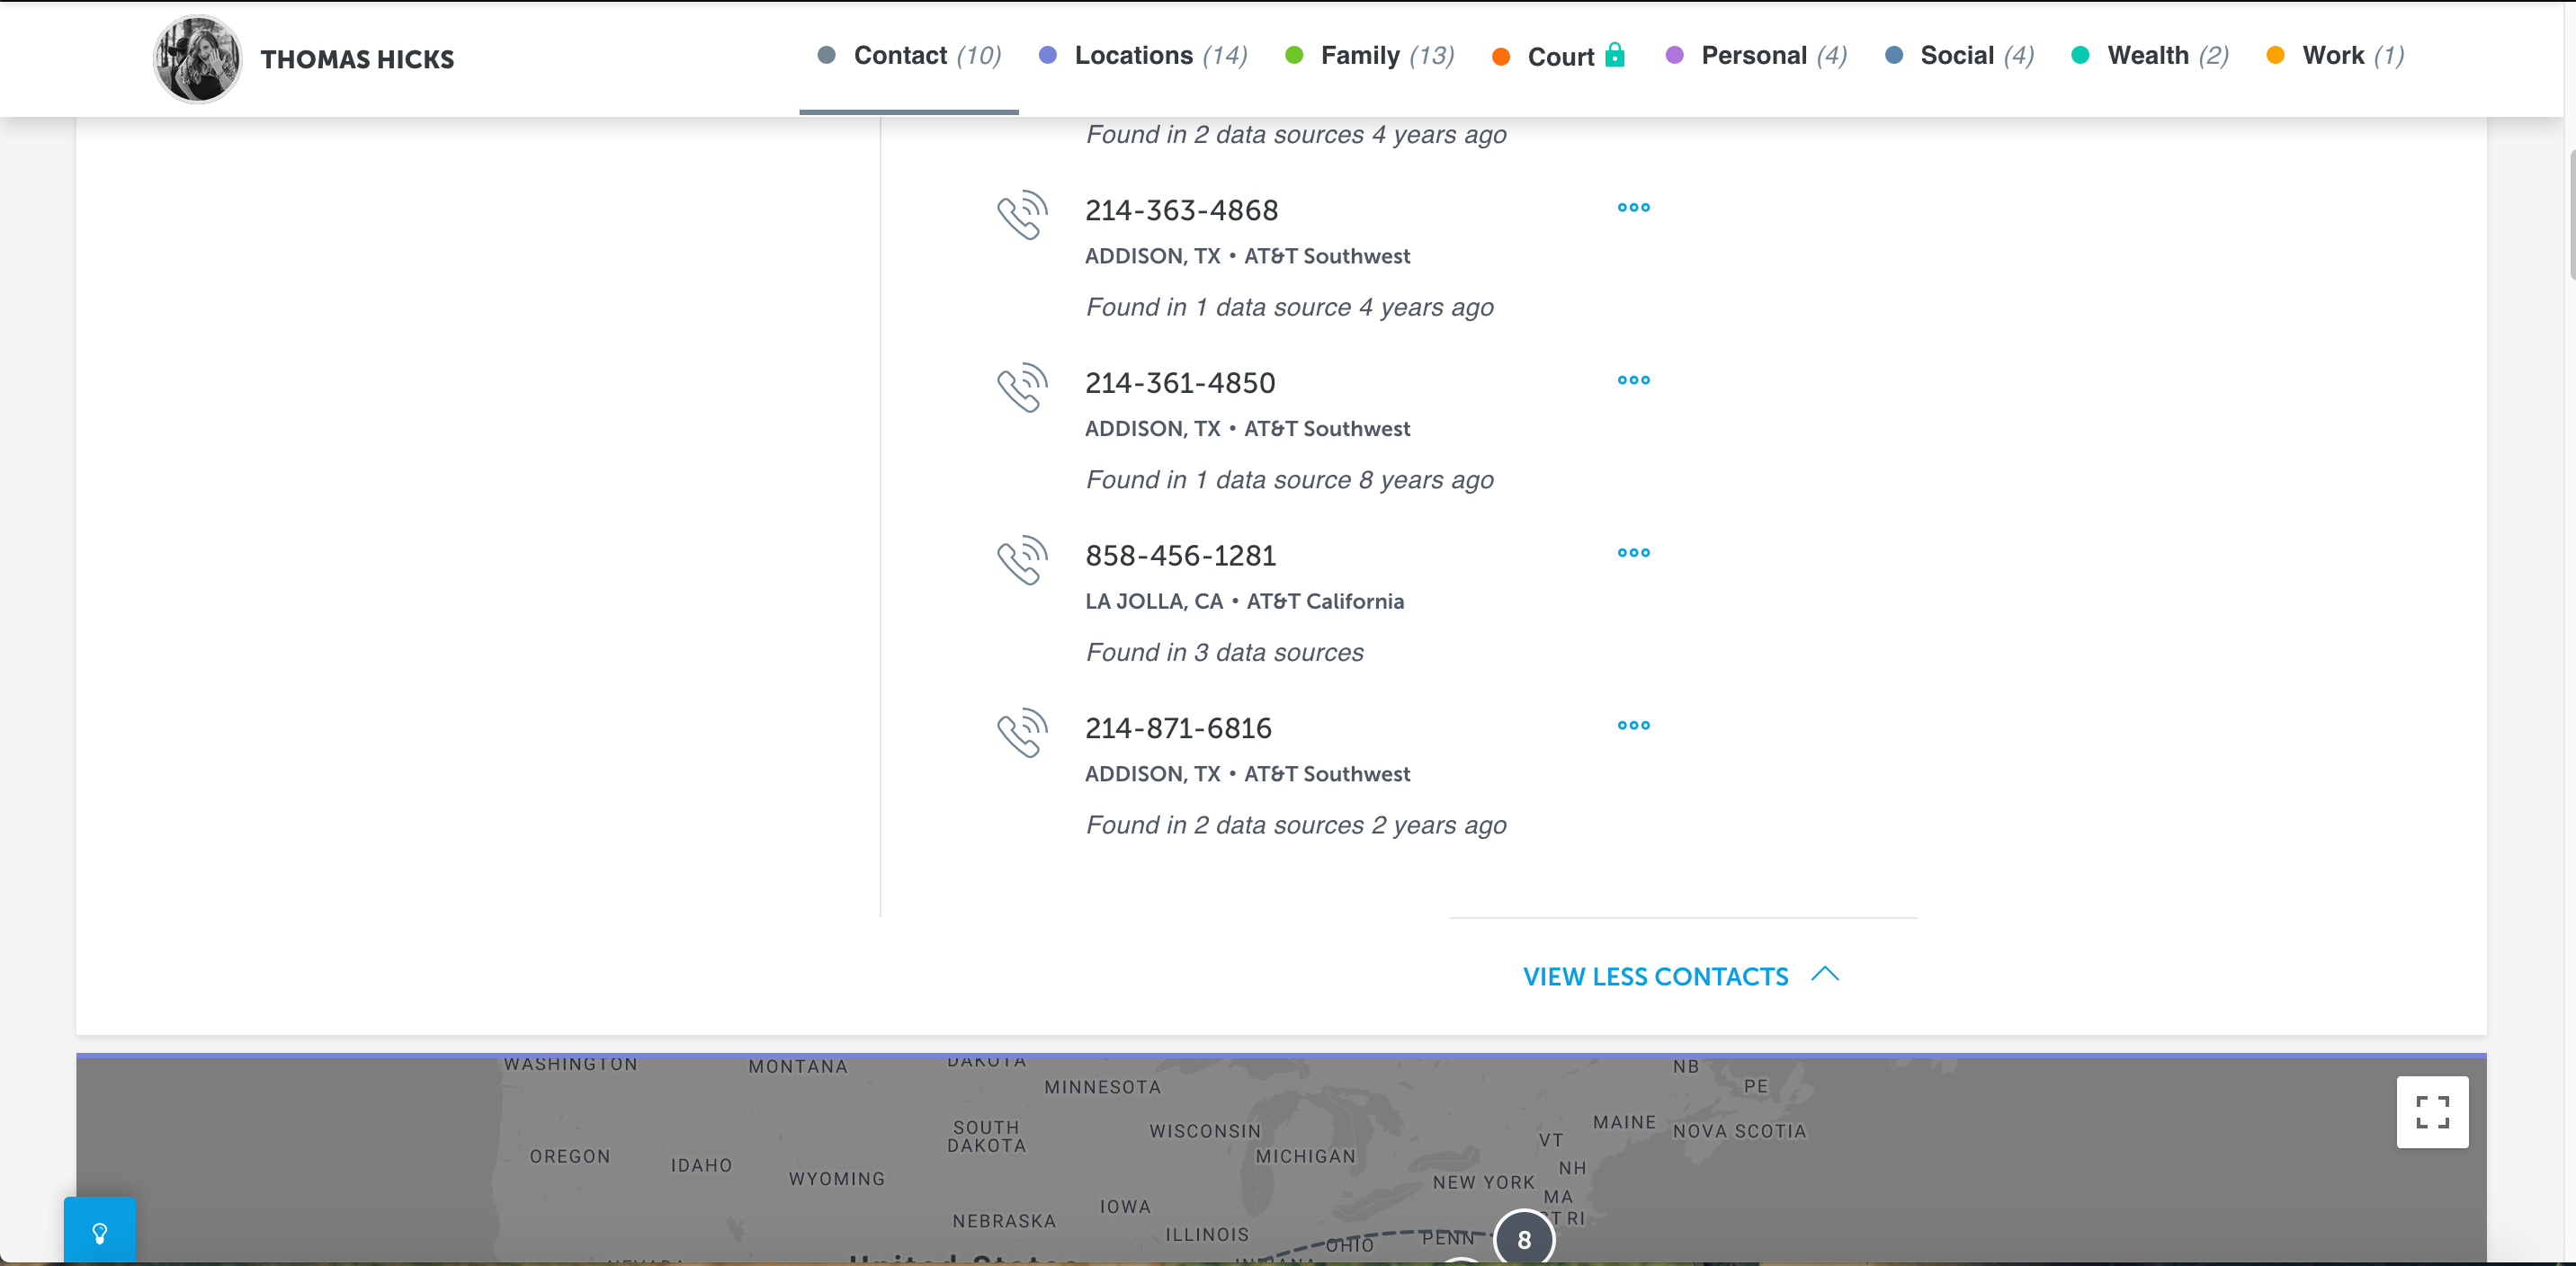 THOMAS HICKS
Contact (10)
Locations (14)
Family (13)
Court
Personal (4)
Social (4)
Wealth (2)
Work (1)
Found in 2 data sources 4 years ago
214-363-4868
ADDISON, TX • AT&T Southwest
Found in 1 data source 4 years ago
214-361-4850
ADDISON, TX • AT&T Southwest
Found in 1 data source 8 years ago
858-456-1281
LA JOLLA, CA • AT&T California
Found in 3 data sources
214-871-6816
ADDISON, TX • AT&T Southwest
Found in 2 data sources 2 years ago
VIEW LESS CONTACTS
WASHINGTON
MONTANA
DAKOTA
MINNESOTA
NB
PE
SOUTH
DAKOTA
WISCONSIN
MAINE
NOVA SCOTIA
VT
OREGON
IDAHO
WYOMING
MICHIGAN
NH
NEW YORK
MA
NEBRASKA
IOWA
CT RI
ILLINOIS
OHIO
PENN
8
United States
INDIANA
NEVADA